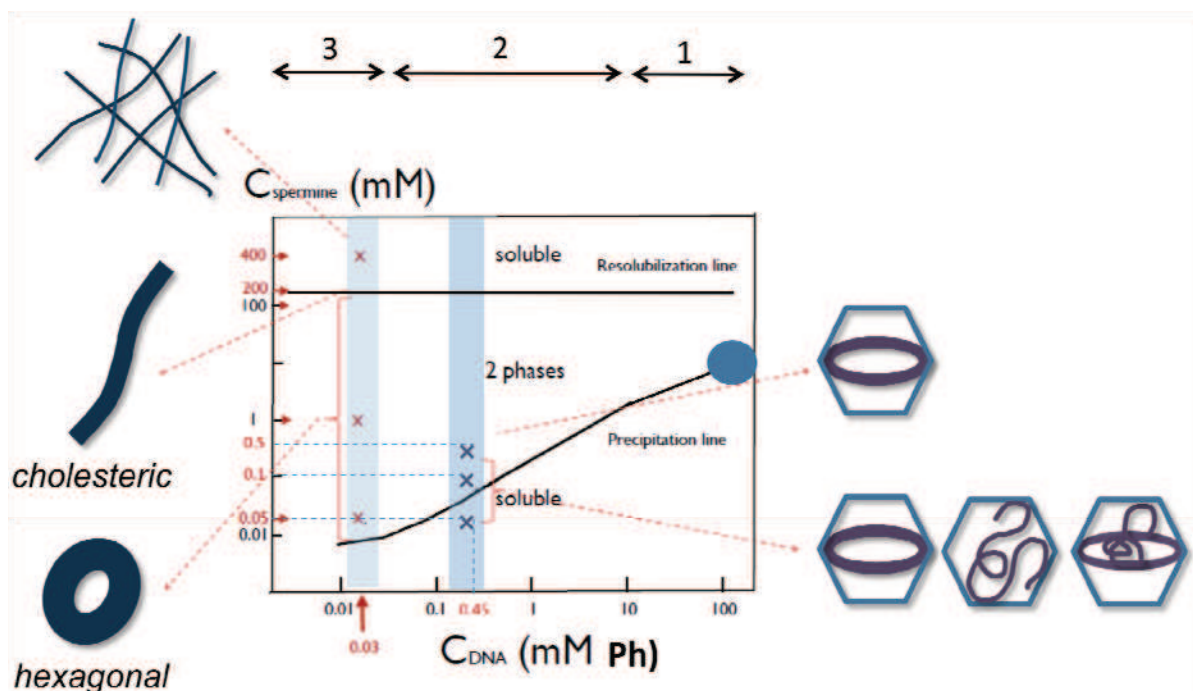 3
2
1
Cspermine (mM)
400
200
100
1
0.5
0.1
0.05
0.01
soluble
Resolubilization line
2 phases
Precipitation line
soluble
cholesteric
hexagonal
0.01
0.1
0.45
1
10
100
0.03
CDNA (mM Ph)